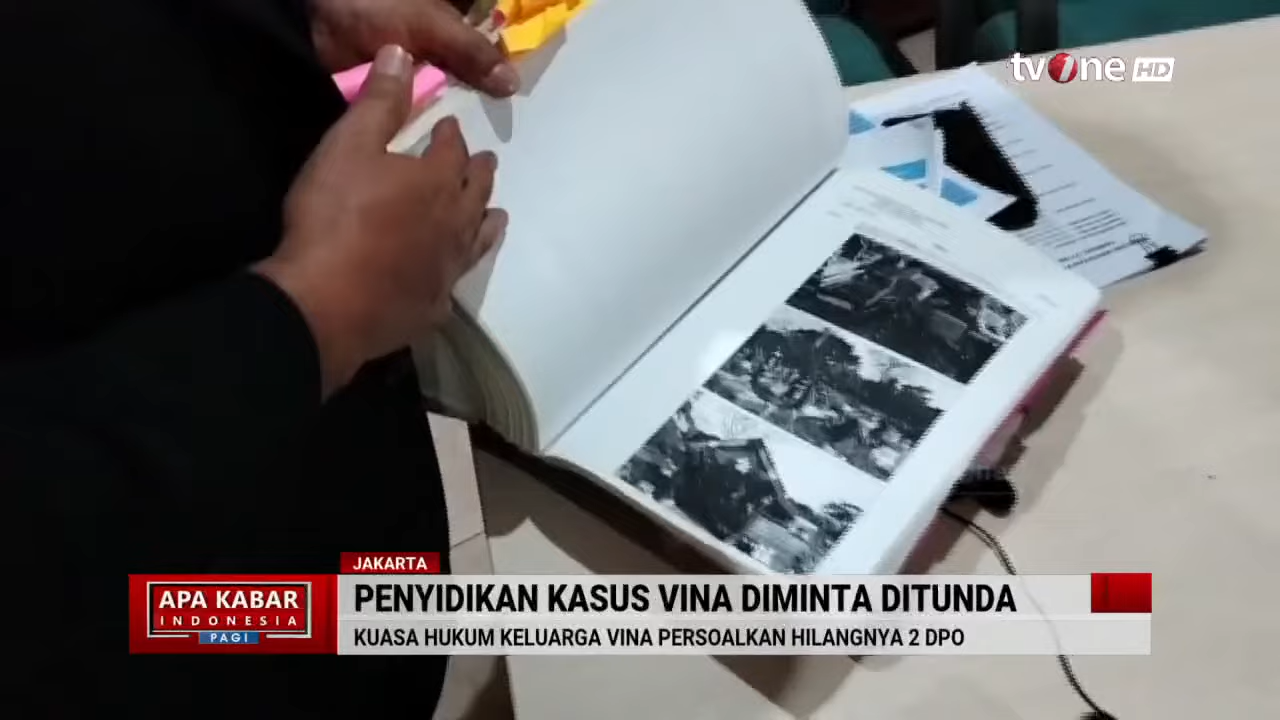 tvOne HD
JAKARTA
APA KABAR
INDONESIA
PAGI
PENYIDIKAN KASUS VINA DIMINTA DITUNDA
KUASA HUKUM KELUARGA VINA PERSOALKAN HILANGNYA 2 DPO